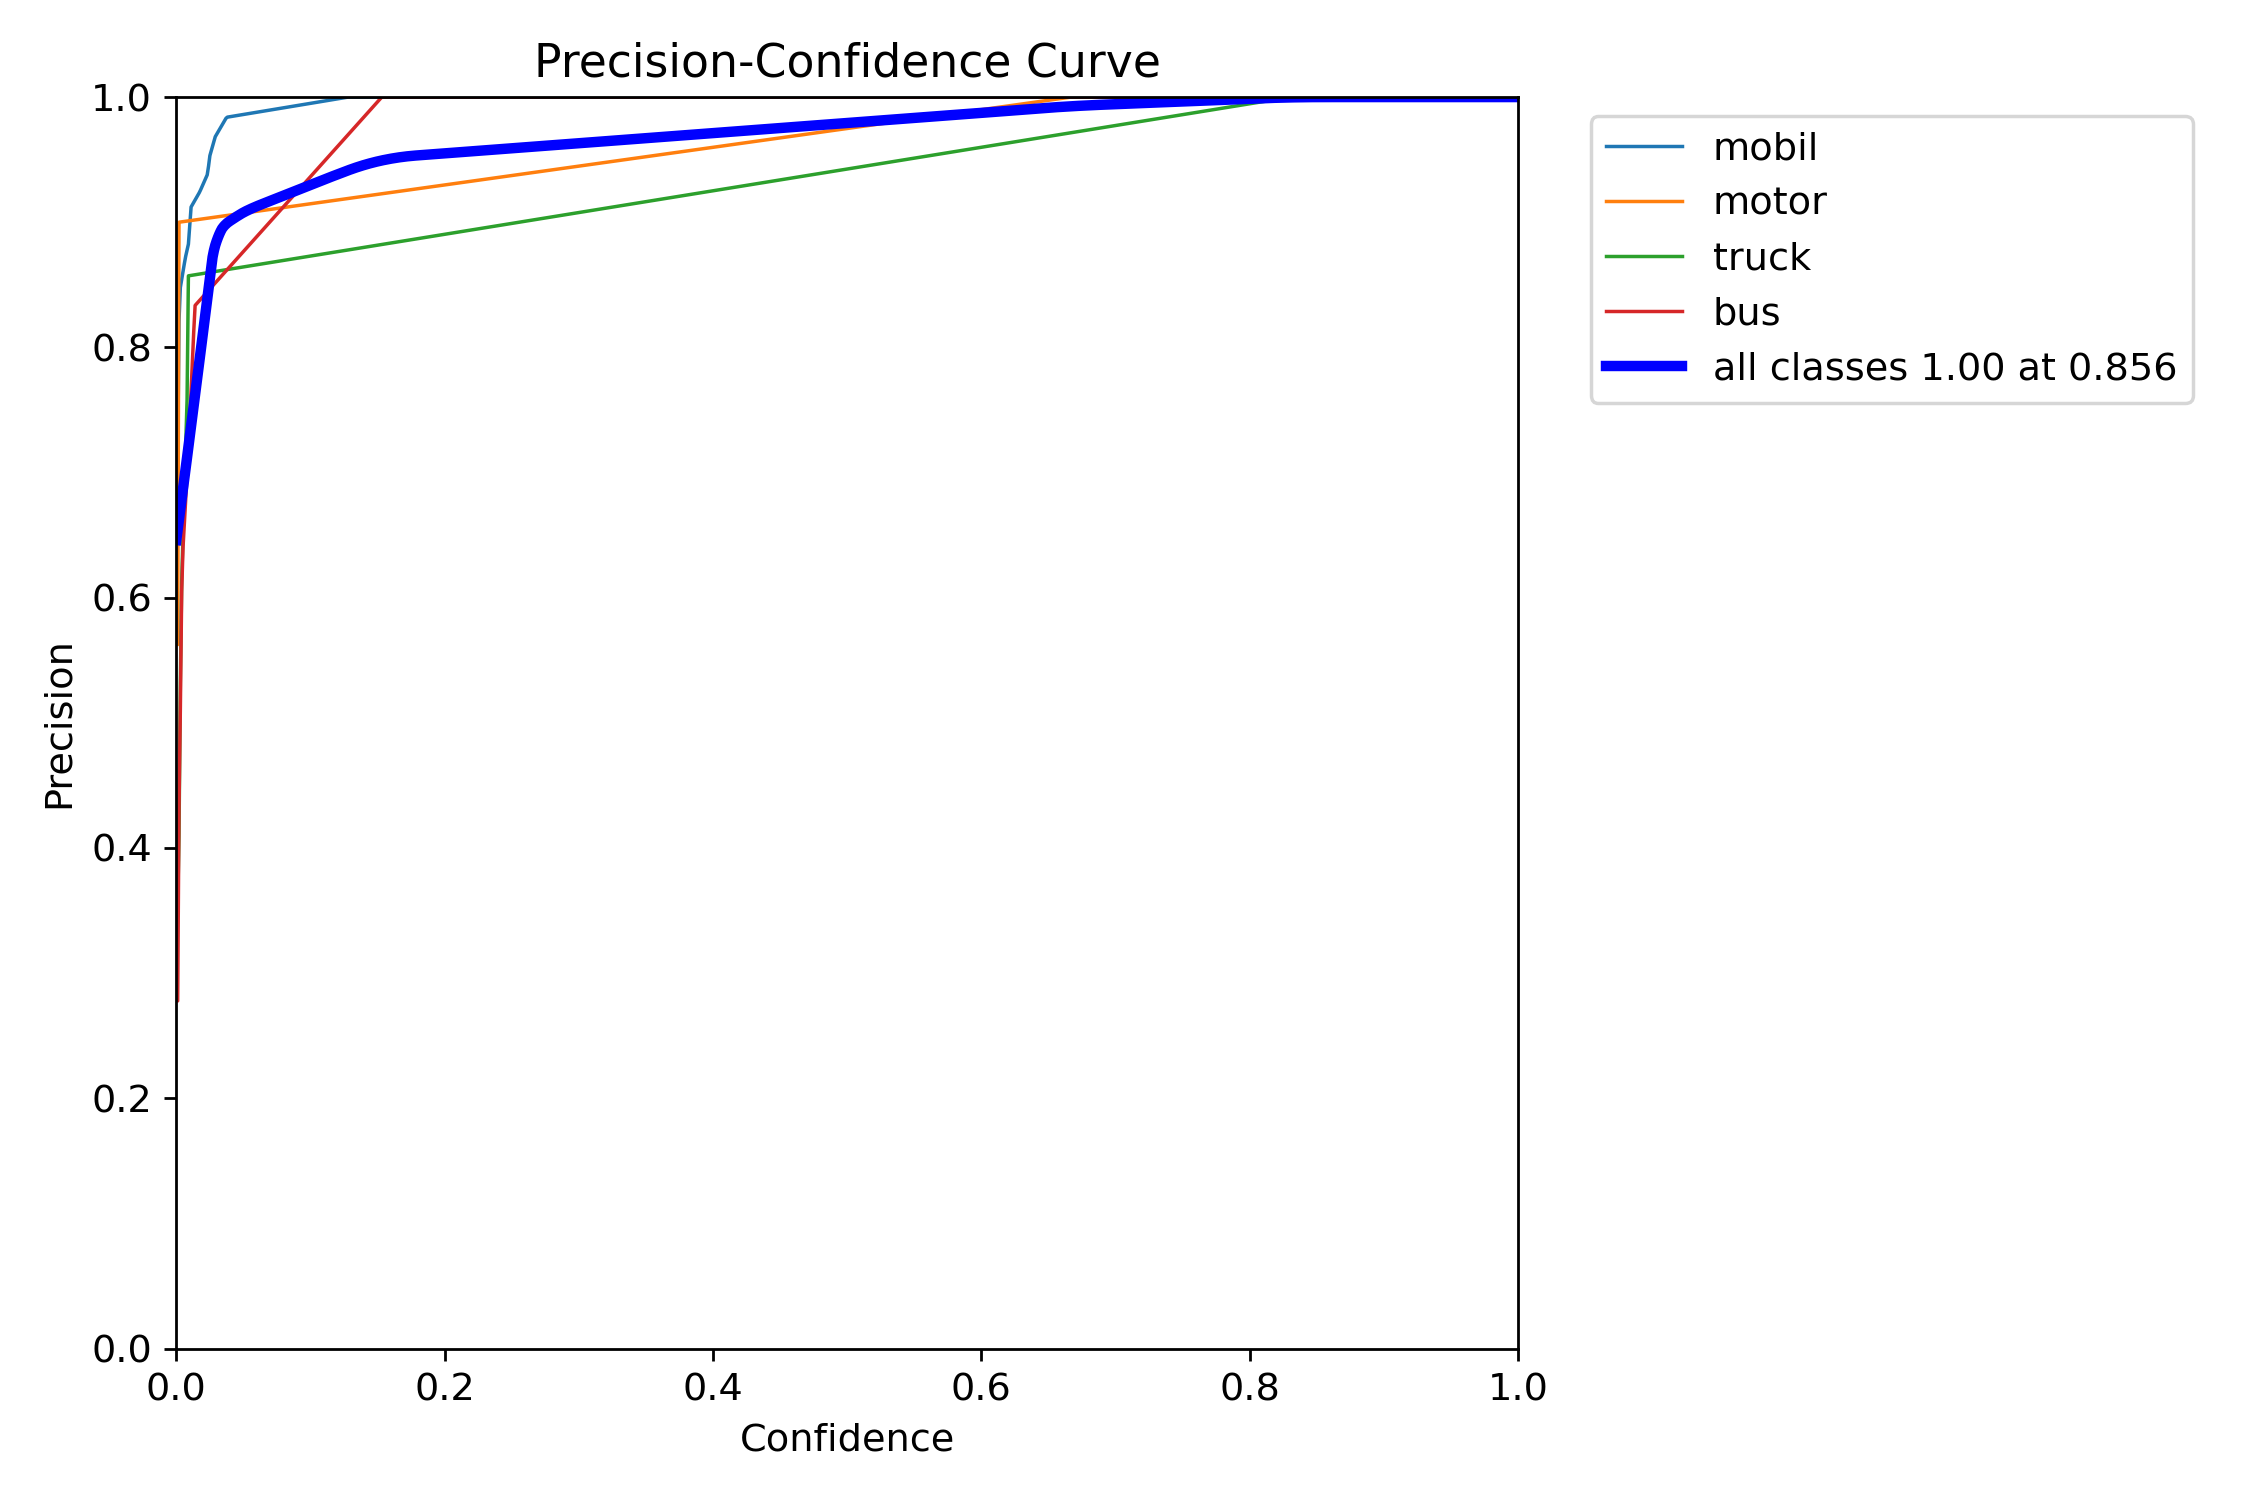 Precision-Confidence Curve
1.0
0.8
0.6
0.4
0.2
0.0
Precision
0.0 0.2 0.4 0.6 0.8 1.0
Confidence
mobil
motor
truck
bus
all classes 1.00 at 0.856